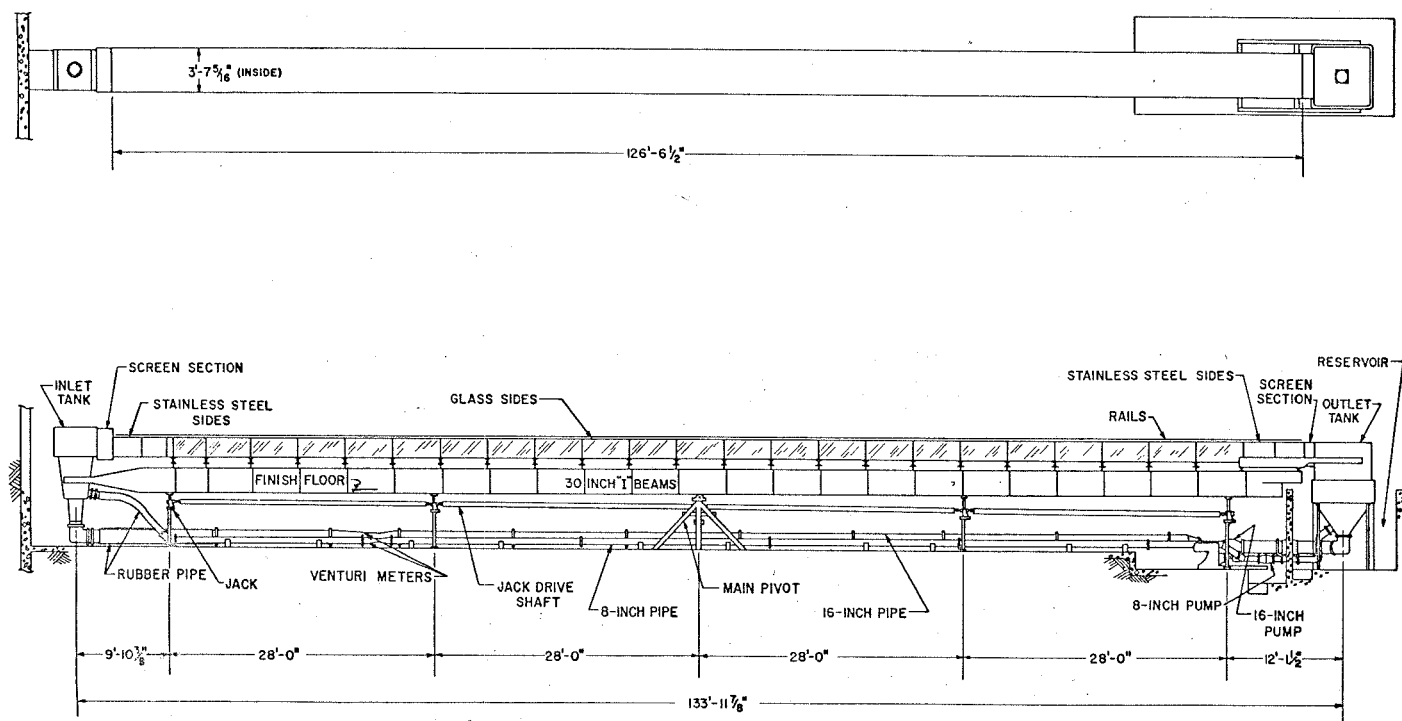 3'-7 5/16" (INSIDE)
126'-6 1/2"
SCREEN SECTION
INLET
TANK
STAINLESS STEEL
SIDES
GLASS SIDES
RAILS
STAINLESS STEEL SIDES
SCREEN
SECTION
OUTLET
TANK
RESERVOIR
FINISH FLOOR
30 INCH "I" BEAMS
RUBBER PIPE
JACK
VENTURI METERS
JACK DRIVE
SHAFT
8-INCH PIPE
MAIN PIVOT
16-INCH PIPE
8-INCH PUMP
16-INCH
PUMP
9'-10 3/8"
28'-0"
28'-0"
28'-0"
28'-0"
12'-1 1/2"
133'-11 7/8"